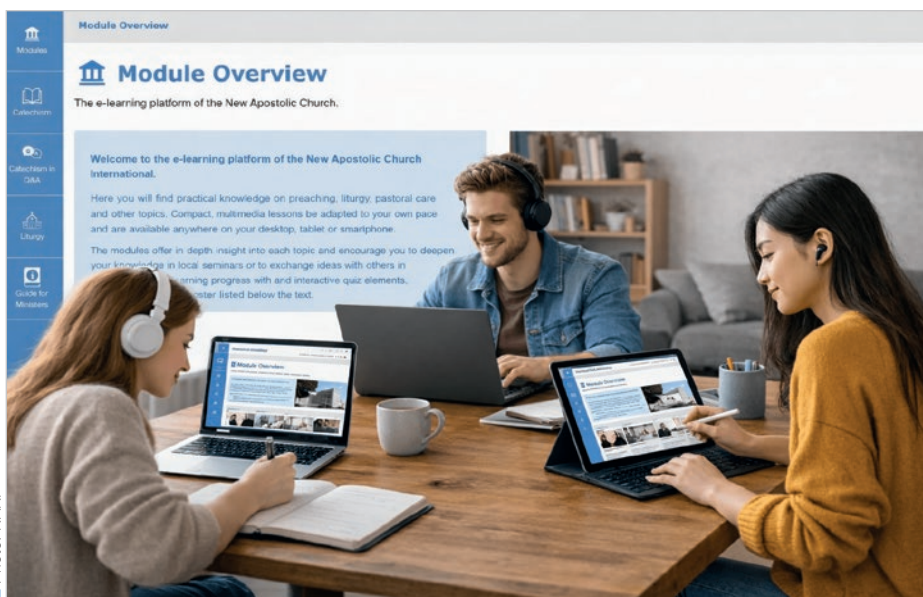 Modules
Catechism
Catechism in
Q&A
Liturgy
Guide for
Ministers
Module Overview
Module Overview
The e-learning platform of the New Apostolic Church.
Welcome to the e-learning platform of the New Apostolic Church
International.
Here you will find practical knowledge on preaching, liturgy, pastoral care
and other topics. Compact, multimedia lessons be adapted to your own pace
and are available anywhere on your desktop, tablet or smartphone.
The modules offer in depth insight into each topic and encourage you to deepen
your knowledge in local seminars or to exchange ideas with others in
progress with and interactive quiz elements,
listed below the text.
Module Overview
Module Overview